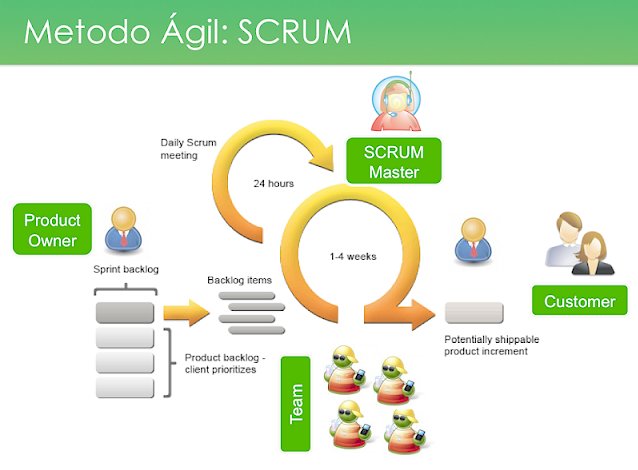 Metodo Ágil: SCRUM
Daily Scrum
meeting
24 hours
SCRUM
Master
Product
Owner
Sprint backlog
Backlog items
1-4 weeks
Customer
Product backlog -
client prioritizes
Potentially shippable
product increment
Team